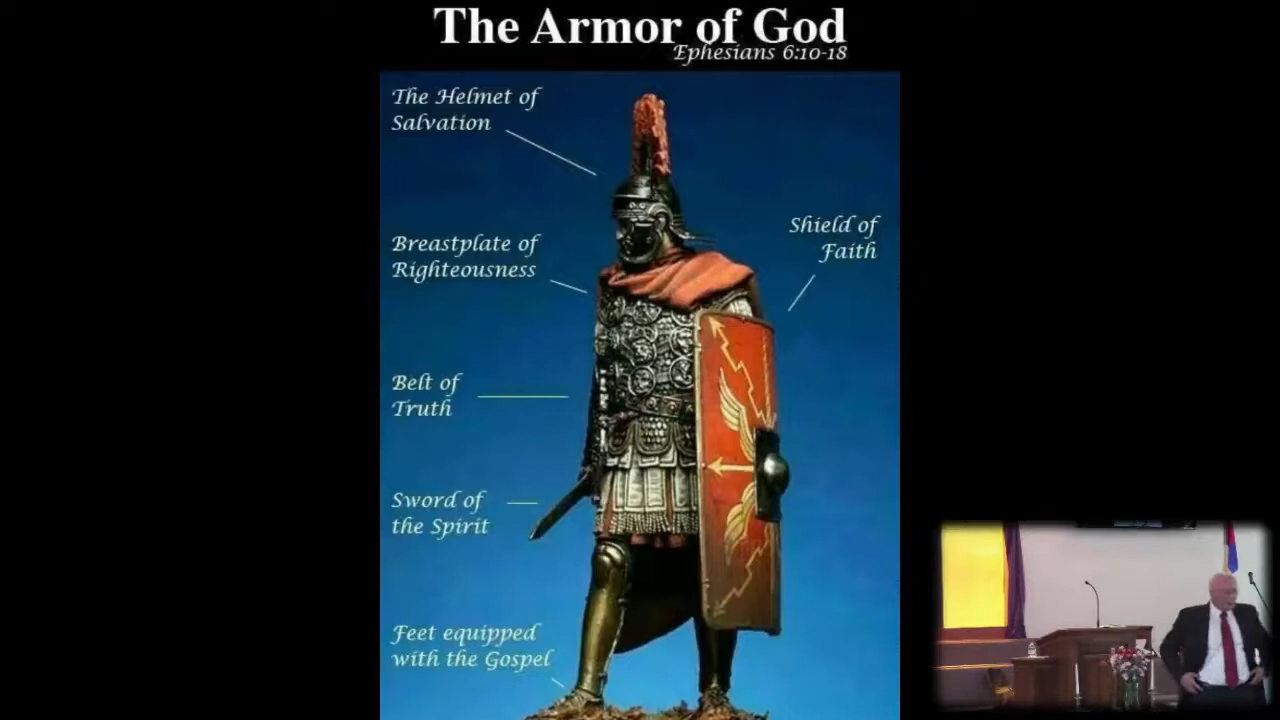 The Armor of God
Ephesians 6:10-18
The Helmet of
Salvation
Shield of
Faith
Breastplate of
Righteousness
Belt of
Truth
Sword of
the Spirit
Feet equipped
with the Gospel